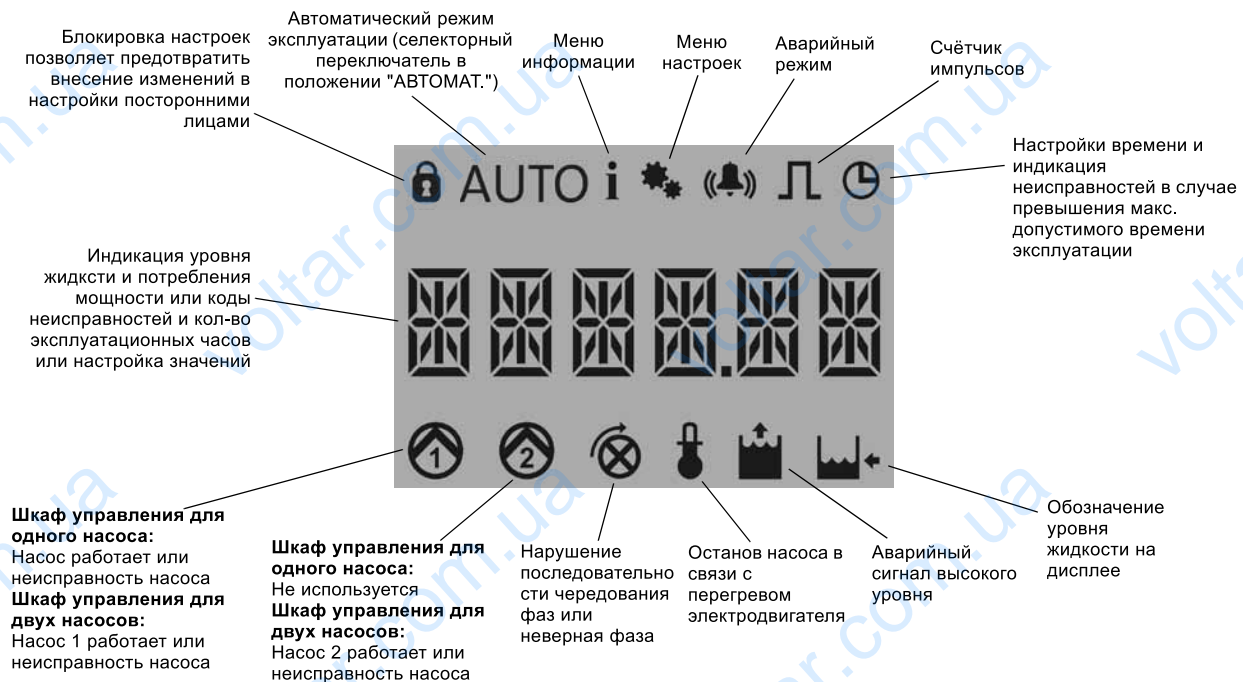 Блокировка настроек
позволяет предотвратить
внесение изменений в
настройки посторонними
лицами
Автоматический режим
эксплуатации (селекторный
переключатель в
положении "АВТОМАТ.")
Меню
информации
Меню
настроек
Аварийный
режим
Счётчик
импульсов
Настройки времени и
индикация
неисправностей в случае
превышения макс.
допустимого времени
эксплуатации
AUTO i
Индикация уровня
жидксти и потребления
мощности или коды
неисправностей и кол-во
эксплуатационных часов
или настройка значений
1
2
Шкаф управления для
одного насоса:
Насос работает или
неисправность насоса
Шкаф управления для
двух насосов:
Насос 1 работает или
неисправность насоса
Шкаф управления для
одного насоса:
Не используется
Шкаф управления для
двух насосов:
Насос 2 работает или
неисправность насоса
Нарушение
последовательно
сти чередования
фаз или
неверная фаза
Останов насоса в
связи с
перегревом
электродвигателя
Аварийный
сигнал высокого
уровня
Обозначение
уровня
жидкости на
дисплее
voltar.com.ua